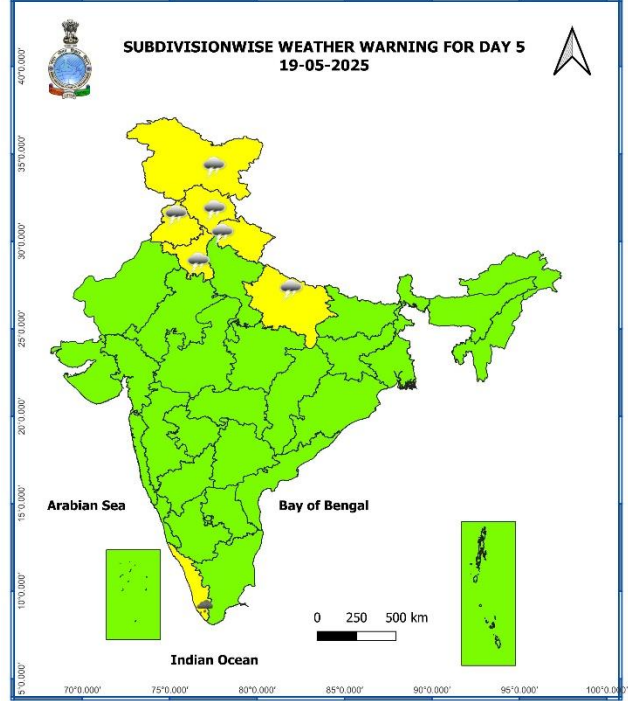 SUBDIVISIONWISE WEATHER WARNING FOR DAY 5
19-05-2025
40°0.000'
35°0.000'
30°0.000'
25°0.000'
20°0.000'
15°0.000'
10°0.000'
5°0.000'
Arabian Sea
Bay of Bengal
0 250 500 km
Indian Ocean
70°0.000' 75°0.000' 80°0.000' 85°0.000' 90°0.000' 95°0.000' 100°0.000'